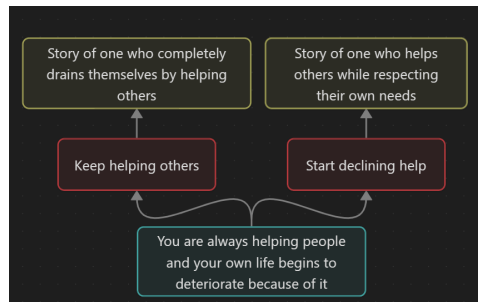 Story of one who completely
drains themselves by helping
others
Story of one who helps
others while respecting
their own needs
Keep helping others
Start declining help
You are always helping people
and your own life begins to
deteriorate because of it